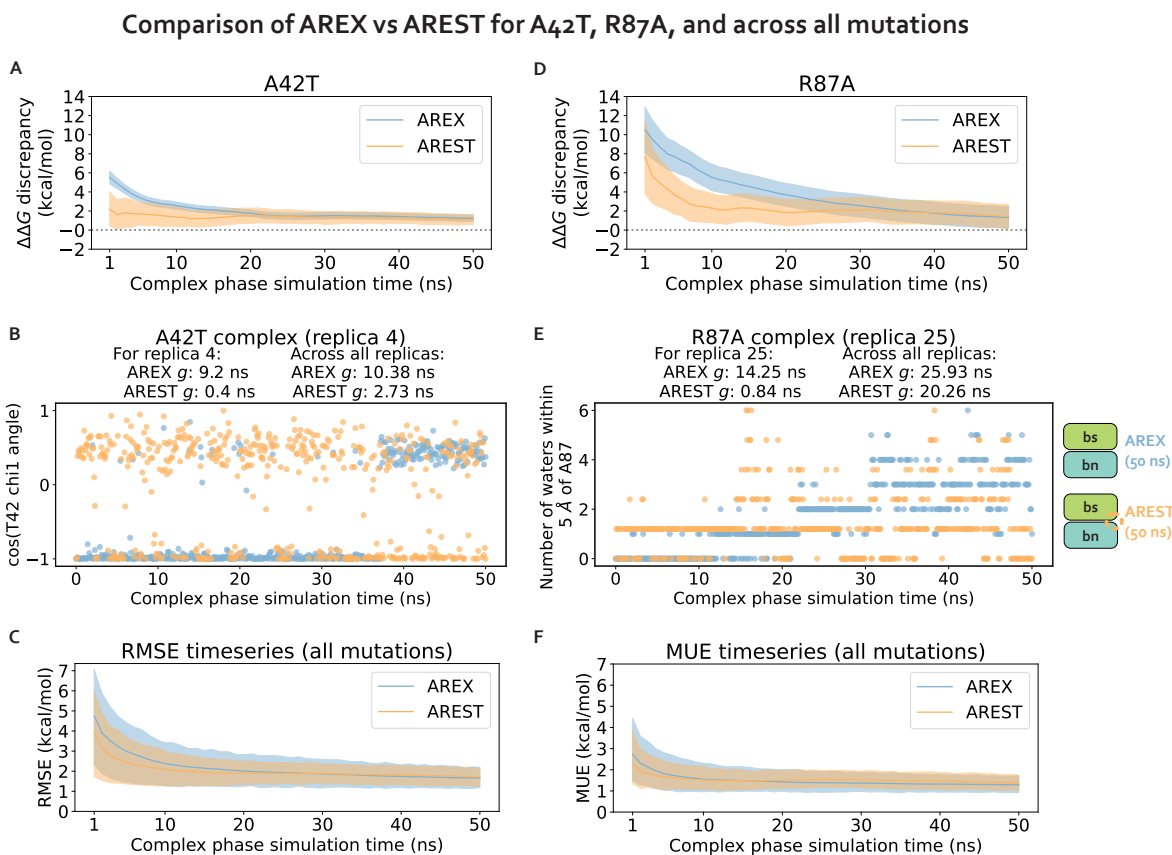 Comparison of AREX vs AREST for A42T, R87A, and across all mutations
A
A42T
ΔΔG discrepancy
(kcal/mol)
14
12
10
8
6
4
2
−0
−2
AREX
AREST
1 10 20 30 40 50
Complex phase simulation time (ns)
D
R87A
ΔΔG discrepancy
(kcal/mol)
14
12
10
8
6
4
2
−0
−2
AREX
AREST
1 10 20 30 40 50
Complex phase simulation time (ns)
B
A42T complex (replica 4)
For replica 4:
AREX g: 9.2 ns
AREST g: 0.4 ns
Across all replicas:
AREX g: 10.38 ns
AREST g: 2.73 ns
cos(T42 chi1 angle)
1
0
−1
0 10 20 30 40 50
Complex phase simulation time (ns)
E
R87A complex (replica 25)
For replica 25:
AREX g: 14.25 ns
AREST g: 0.84 ns
Across all replicas:
AREX g: 25.93 ns
AREST g: 20.26 ns
Number of waters within
5 Å of A87
6
4
2
0
0 10 20 30 40 50
Complex phase simulation time (ns)
bs
bn
AREX
(50 ns)
bs
bn
AREST
(50 ns)
C
RMSE timeseries (all mutations)
RMSE (kcal/mol)
7
6
5
4
3
2
1
0
AREX
AREST
1 10 20 30 40 50
Complex phase simulation time (ns)
F
MUE timeseries (all mutations)
MUE (kcal/mol)
7
6
5
4
3
2
1
0
AREX
AREST
1 10 20 30 40 50
Complex phase simulation time (ns)